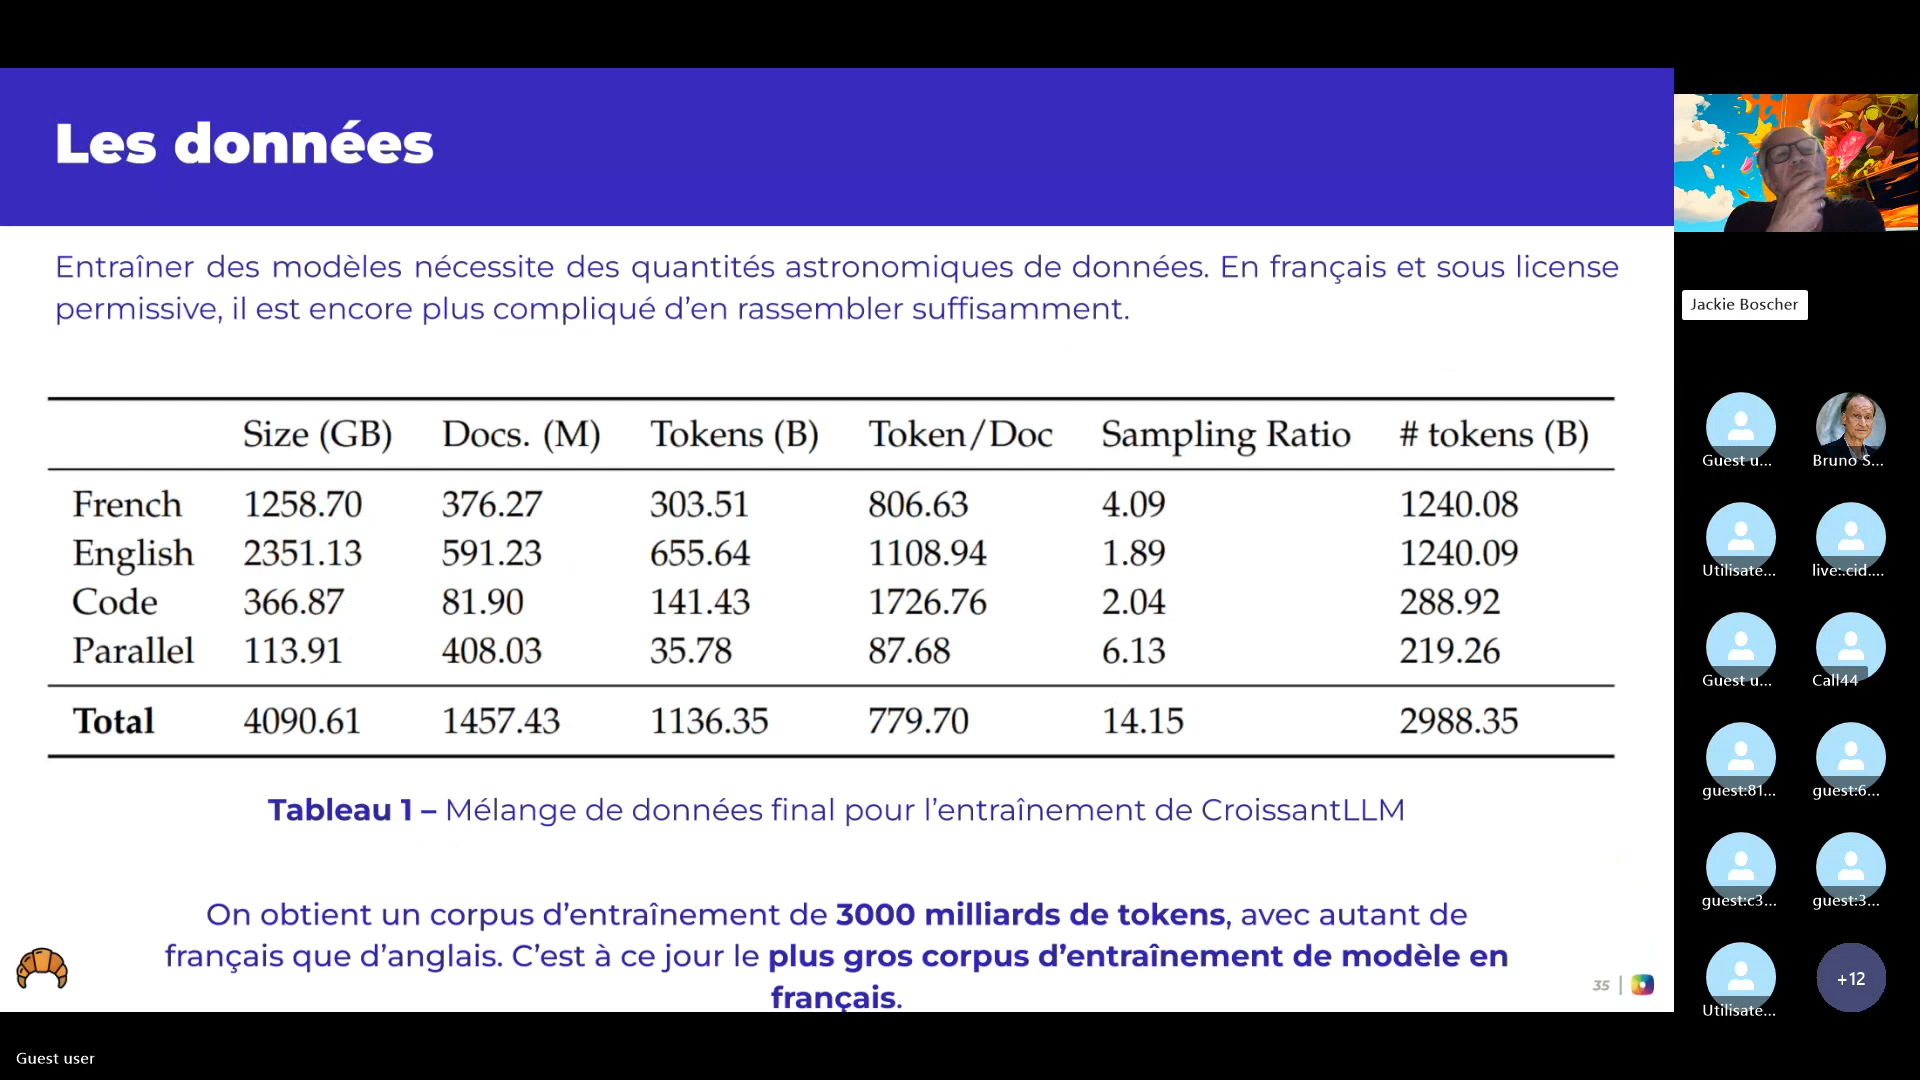 Les données
Entraîner des modèles nécessite des quantités astronomiques de données. En français et sous license
permissive, il est encore plus compliqué d’en rassembler suffisamment.
Size (GB) Docs. (M) Tokens (B) Token/Doc Sampling Ratio # tokens (B)
French 1258.70 376.27 303.51 806.63 4.09 1240.08
English 2351.13 591.23 655.64 1108.94 1.89 1240.09
Code 366.87 81.90 141.43 1726.76 2.04 288.92
Parallel 113.91 408.03 35.78 87.68 6.13 219.26
Total 4090.61 1457.43 1136.35 779.70 14.15 2988.35
Tableau 1 – Mélange de données final pour l’entraînement de CroissantLLM
On obtient un corpus d’entraînement de 3000 milliards de tokens, avec autant de
français que d’anglais. C’est à ce jour le plus gros corpus d’entraînement de modèle en
français.
35
Jackie Boscher
Guest u... Bruno S...
Utilisate... live:.cid....
Guest u... Call44
guest:81... guest:6...
guest:c3... guest:3...
Utilisate... +12
Guest user